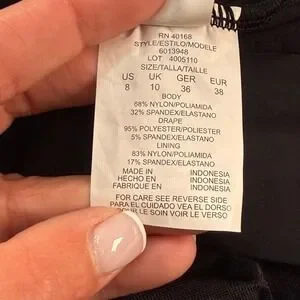 RN 40168
STYLE/ESTILO/MODELE
6013948
LOT 4005110
SIZE/TALLA/TAILLE
US UK GER EUR
8 10 36 38
BODY
68% NYLON/POLIAMIDA
32% SPANDEX/ELASTANO
DRAPE
95% POLYESTER/POLIESTER
5% SPANDEX/ELASTANO
LINING
83% NYLON/POLIAMIDA
17% SPANDEX/ELASTANO
MADE IN INDONESIA
HECHO EN INDONESIA
FABRIQUE EN INDONESIA
FOR CARE SEE REVERSE SIDE
PARA EL CUIDADO VEA EL DORSO
POUR LE SOIN VOIR LE VERSO